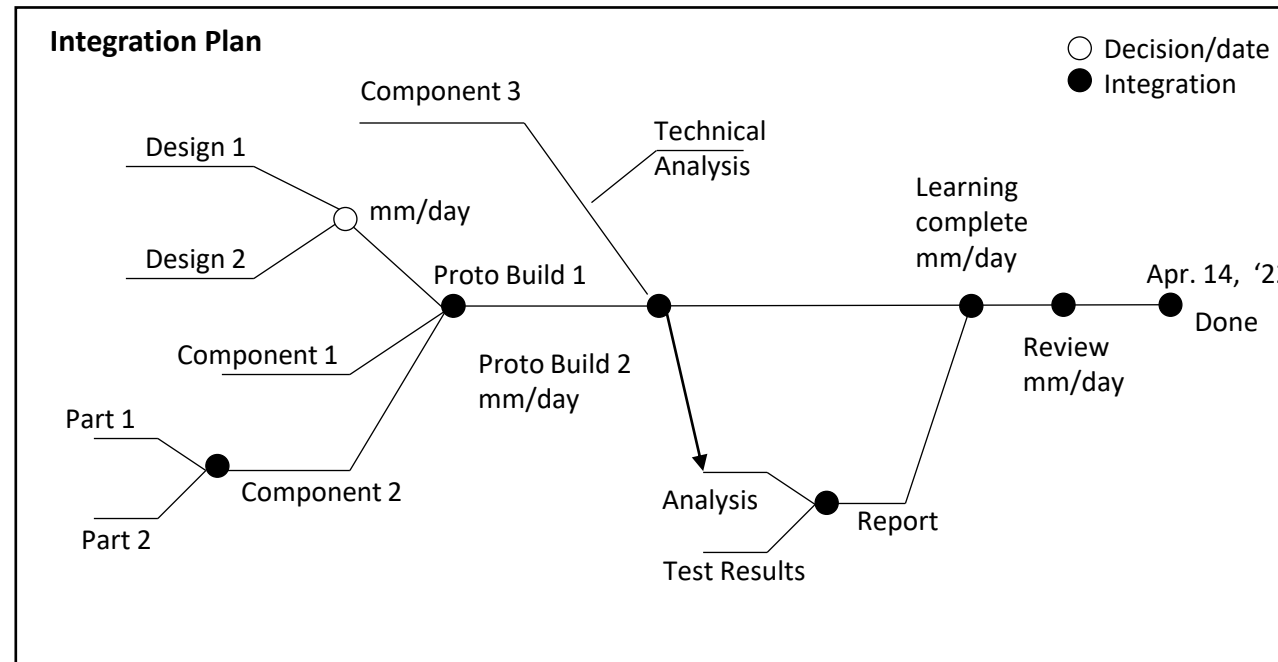 Integration Plan
Decision/date
Integration
Component 3
Technical
Analysis
Design 1
mm/day
Design 2
Learning
complete
mm/day
Proto Build 1
Apr. 14, ‘2
Done
Component 1
Proto Build 2
mm/day
Review
mm/day
Part 1
Component 2
Part 2
Analysis
Report
Test Results